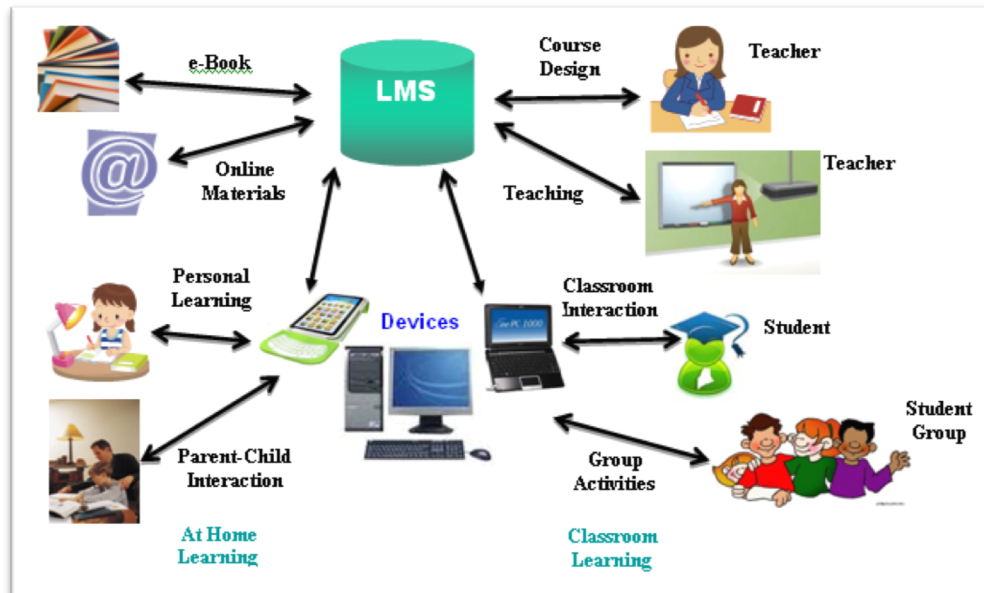 e-Book
LMS
Course
Design
Teacher
Online
Materials
Teaching
Teacher
Personal
Learning
Devices
Classroom
Interaction
Student
Parent-Child
Interaction
Group
Activities
Student
Group
At Home
Learning
Classroom
Learning